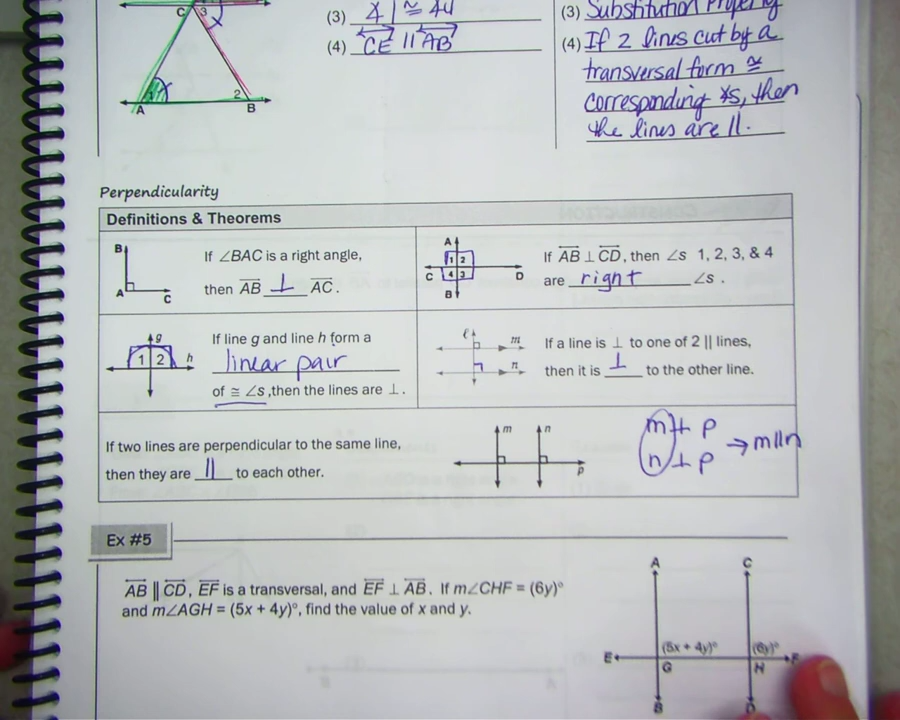 C 3 x
A 1 x 2 B
(3) ∡1 ≅ ∡4
(4) CE || AB
(3) Substitution Property
(4) If 2 lines cut by a
transversal form ≅
corresponding ∡s, then
the lines are ||.
Perpendicularity
Definitions & Theorems
B
A C
If ∠BAC is a right angle,
then AB ⊥ AC.
A
1 2
C D
4 3
B
If AB ⊥ CD, then ∠s 1, 2, 3, & 4
are right ∠s .
g
1 2 h
If line g and line h form a
linear pair
of ≅ ∠s, then the lines are ⊥ .
ℓ
m
n
If a line is ⊥ to one of 2 || lines,
then it is ⊥ to the other line.
If two lines are perpendicular to the same line,
then they are || to each other.
m n
p
m ⊥ p
n ⊥ p
→ m||n
Ex #5
AB || CD, EF is a transversal, and EF ⊥ AB. If m∠CHF = (6y)°
and m∠AGH = (5x + 4y)°, find the value of x and y.
A C
(5x + 4y)° (6y)°
E F
G H
B D